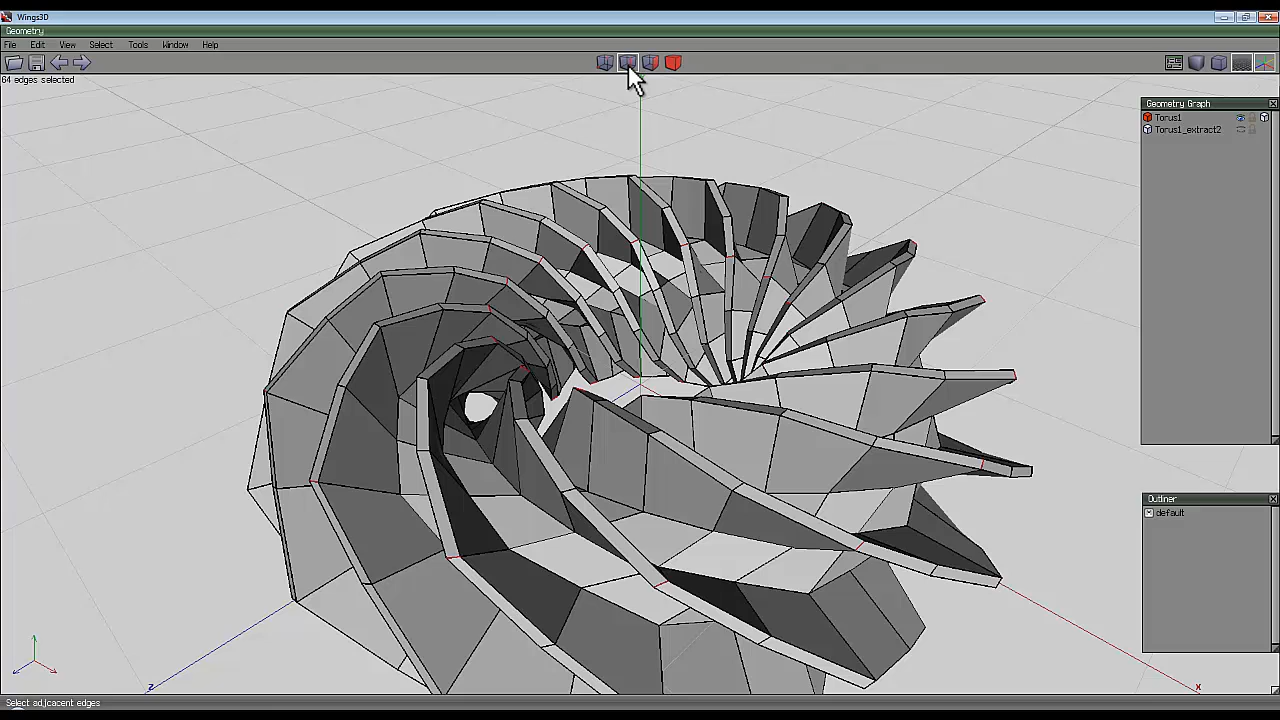 Wings3D
Geometry
File Edit View Select Tools Window Help
64 edges selected
Geometry Graph
Torus1
Torus1_extract2
Outliner
default
Z
X
Select adjcacent edges